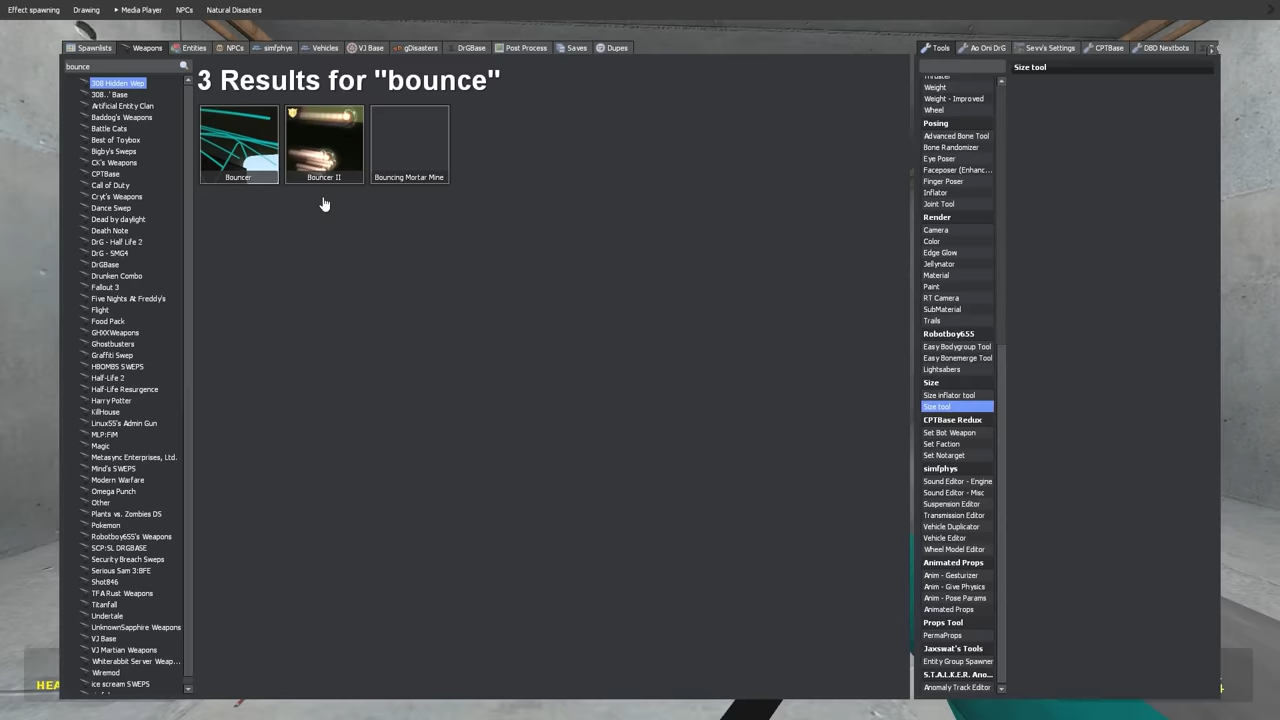 Effect spawning
Drawing
Media Player
NPCs
Natural Disasters
Spawnlists
Weapons
Entities
NPCs
simfphys
Vehicles
VJ Base
gDisasters
DrGBase
Post Process
Saves
Dupes
Tools
Ao Oni DrG
Sevv's Settings
CPTBase
DBD Nextbots
bounce
308 Hidden Wep
308..' Base
Artificial Entity Clan
Baddog's Weapons
Battle Cats
Best of Toybox
Bigby's Sweps
CK's Weapons
CPTBase
Call of Duty
Cryt's Weapons
Dance Swep
Dead by daylight
Death Note
DrG - Half Life 2
DrG - SMG4
DrGBase
Drunken Combo
Fallout 3
Five Nights At Freddy's
Flight
Food Pack
GHXXWeapons
Ghostbusters
Graffiti Swep
HBOMBS SWEPS
Half-Life 2
Half-Life Resurgence
Harry Potter
KillHouse
Linux55's Admin Gun
MLP:FiM
Magic
Metasync Enterprises, Ltd.
Mind's SWEPS
Modern Warfare
Omega Punch
Other
Plants vs. Zombies DS
Pokemon
Robotboy655's Weapons
SCP:SL DRGBASE
Security Breach Sweps
Serious Sam 3:BFE
Shot846
TFA Rust Weapons
Titanfall
Undertale
UnknownSapphire Weapons
VJ Base
VJ Martian Weapons
Whiterabbit Server Weap...
Wiremod
ice scream SWEPS
3 Results for "bounce"
Bouncer
Bouncer II
Bouncing Mortar Mine
Thruster
Weight
Weight - Improved
Wheel
Posing
Advanced Bone Tool
Bone Randomizer
Eye Poser
Faceposer (Enhanc...
Finger Poser
Inflator
Joint Tool
Render
Camera
Color
Edge Glow
Jellynator
Material
Paint
RT Camera
SubMaterial
Trails
Robotboy655
Easy Bodygroup Tool
Easy Bonemerge Tool
Lightsabers
Size
Size inflator tool
Size tool
CPTBase Redux
Set Bot Weapon
Set Faction
Set Notarget
simfphys
Sound Editor - Engine
Sound Editor - Misc
Suspension Editor
Transmission Editor
Vehicle Duplicator
Vehicle Editor
Wheel Model Editor
Animated Props
Anim - Gesturizer
Anim - Give Physics
Anim - Pose Params
Animated Props
Props Tool
PermaProps
Jaxswat's Tools
Entity Group Spawner
S.T.A.L.K.E.R. Ano...
Anomaly Track Editor
Size tool
HEA